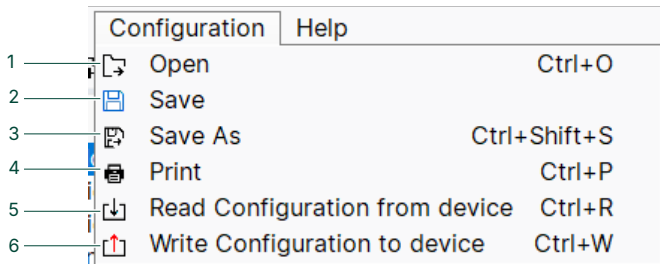 Configuration Help
1 Open Ctrl+O
2 Save
3 Save As Ctrl+Shift+S
4 Print Ctrl+P
5 Read Configuration from device Ctrl+R
6 Write Configuration to device Ctrl+W